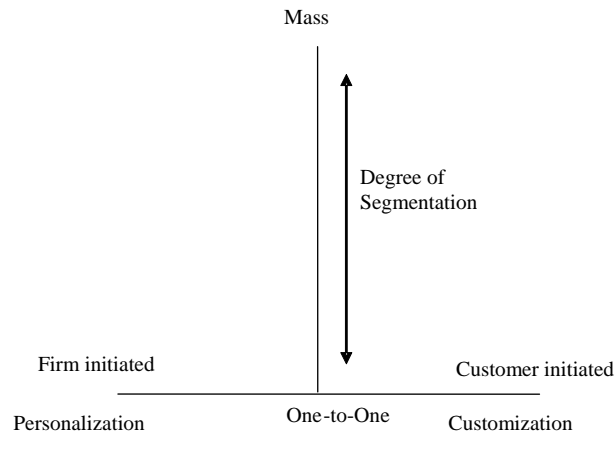 Mass
Degree of
Segmentation
Firm initiated
Customer initiated
Personalization
One-to-One
Customization